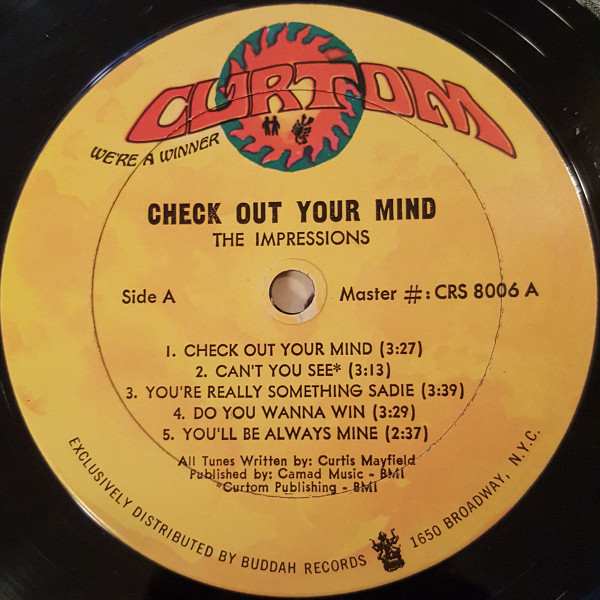 CURTOM
WE'RE A WINNER
CHECK OUT YOUR MIND
THE IMPRESSIONS
Side A
Master #: CRS 8006 A
1. CHECK OUT YOUR MIND (3:27)
2. CAN'T YOU SEE* (3:13)
3. YOU'RE REALLY SOMETHING SADIE (3:39)
4. DO YOU WANNA WIN (3:29)
5. YOU'LL BE ALWAYS MINE (2:37)
All Tunes Written by: Curtis Mayfield
Published by: Camad Music - BMI
*Curtom Publishing - BMI
EXCLUSIVELY DISTRIBUTED BY BUDDAH RECORDS 1650 BROADWAY, N.Y.C.